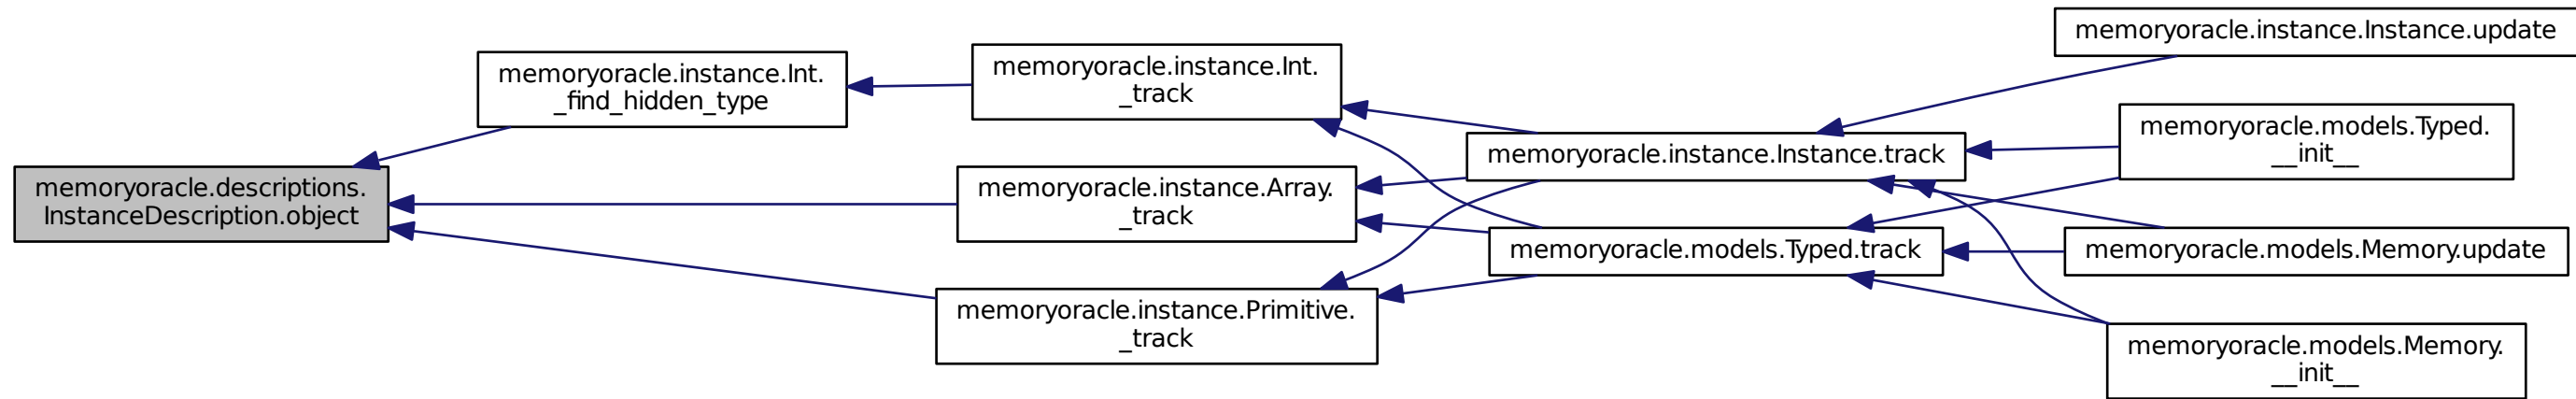 memoryoracle.descriptions.
InstanceDescription.object
memoryoracle.instance.Int.
_find_hidden_type
memoryoracle.instance.Int.
_track
memoryoracle.instance.Array.
_track
memoryoracle.instance.Primitive.
_track
memoryoracle.instance.Instance.track
memoryoracle.models.Typed.track
memoryoracle.instance.Instance.update
memoryoracle.models.Typed.
__init__
memoryoracle.models.Memory.update
memoryoracle.models.Memory.
__init__